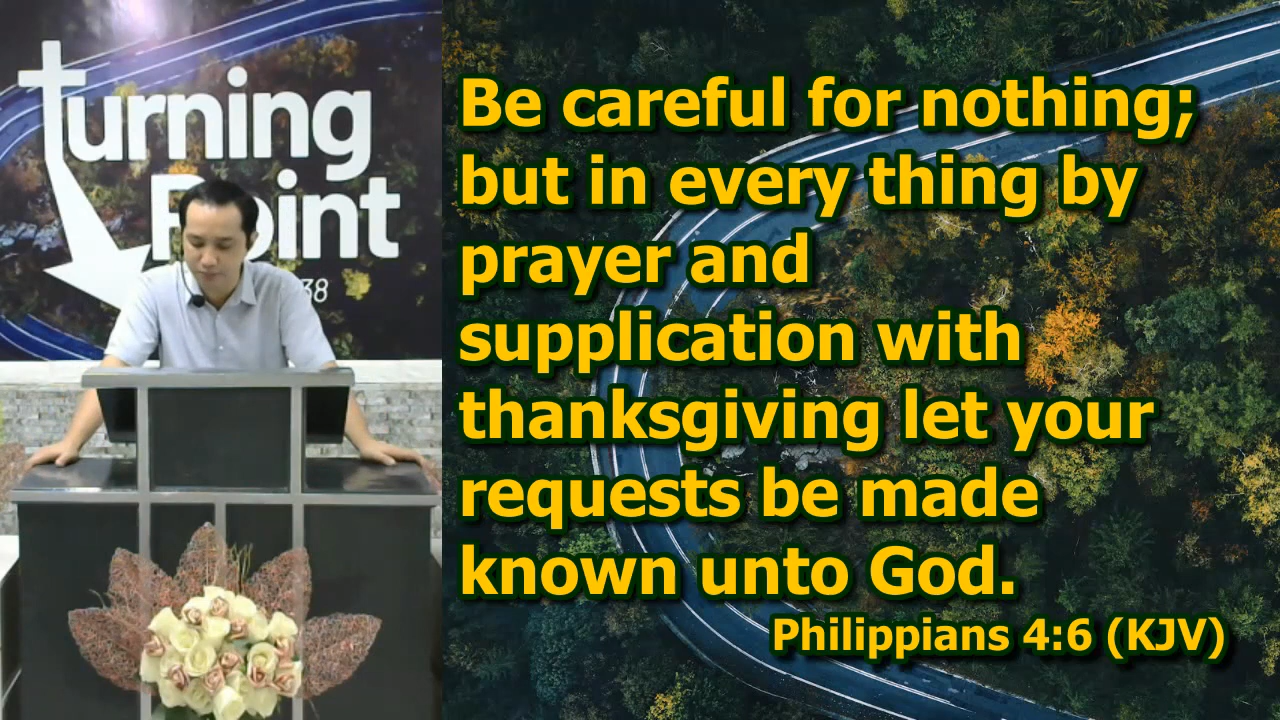 turning
Point
38
Be careful for nothing;
but in every thing by
prayer and
supplication with
thanksgiving let your
requests be made
known unto God.
Philippians 4:6 (KJV)